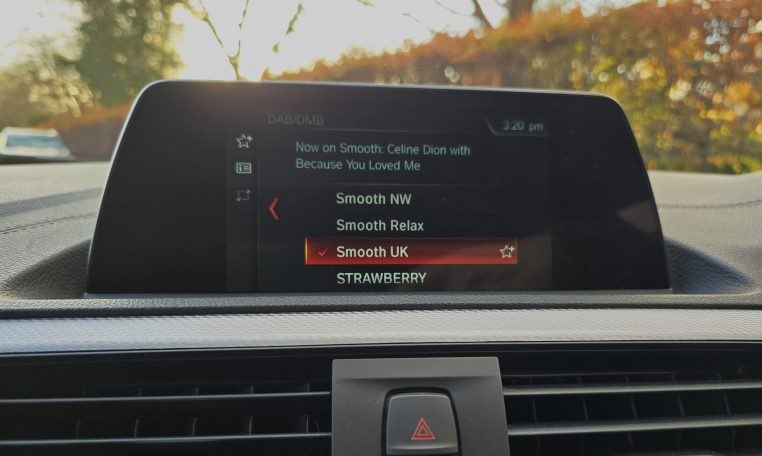 DAB/DMB
3:20 pm
Now on Smooth: Celine Dion with
Because You Loved Me
Smooth NW
Smooth Relax
Smooth UK
STRAWBERRY